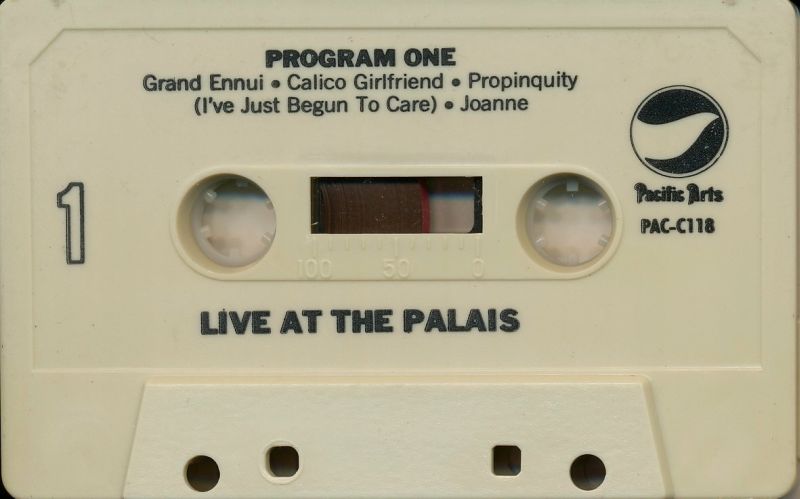 PROGRAM ONE
Grand Ennui • Calico Girlfriend • Propinquity
(I've Just Begun To Care) • Joanne
1
Pacific Arts
PAC-C118
100 50 0
LIVE AT THE PALAIS